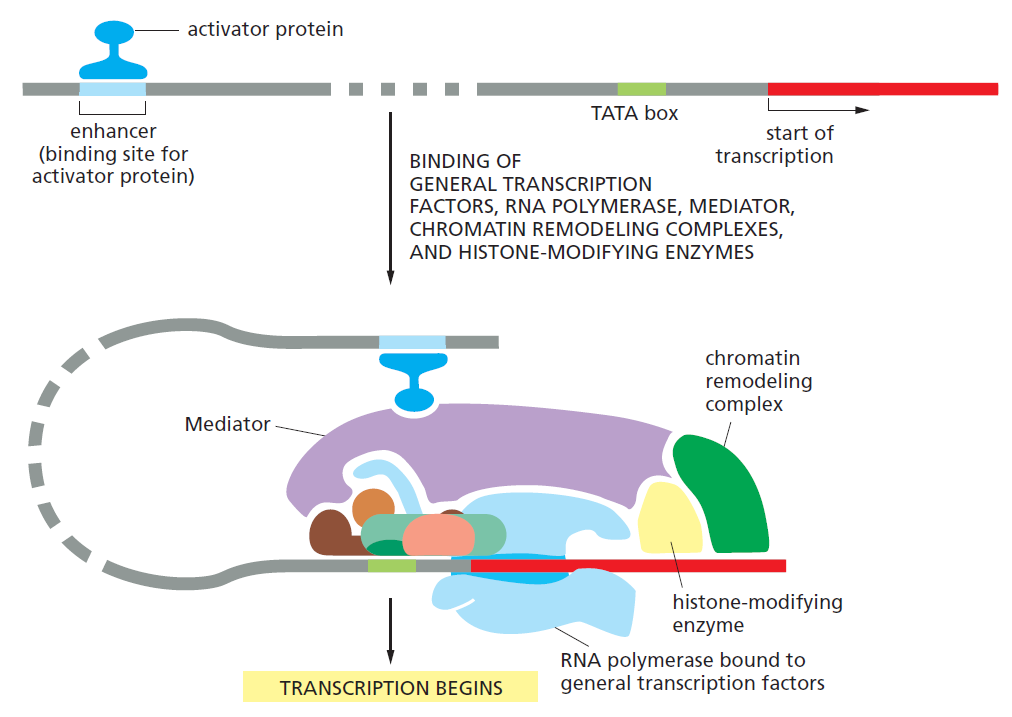 activator protein
enhancer
(binding site for
activator protein)
TATA box
start of
transcription
BINDING OF
GENERAL TRANSCRIPTION
FACTORS, RNA POLYMERASE, MEDIATOR,
CHROMATIN REMODELING COMPLEXES,
AND HISTONE-MODIFYING ENZYMES
chromatin
remodeling
complex
Mediator
histone-modifying
enzyme
RNA polymerase bound to
general transcription factors
TRANSCRIPTION BEGINS